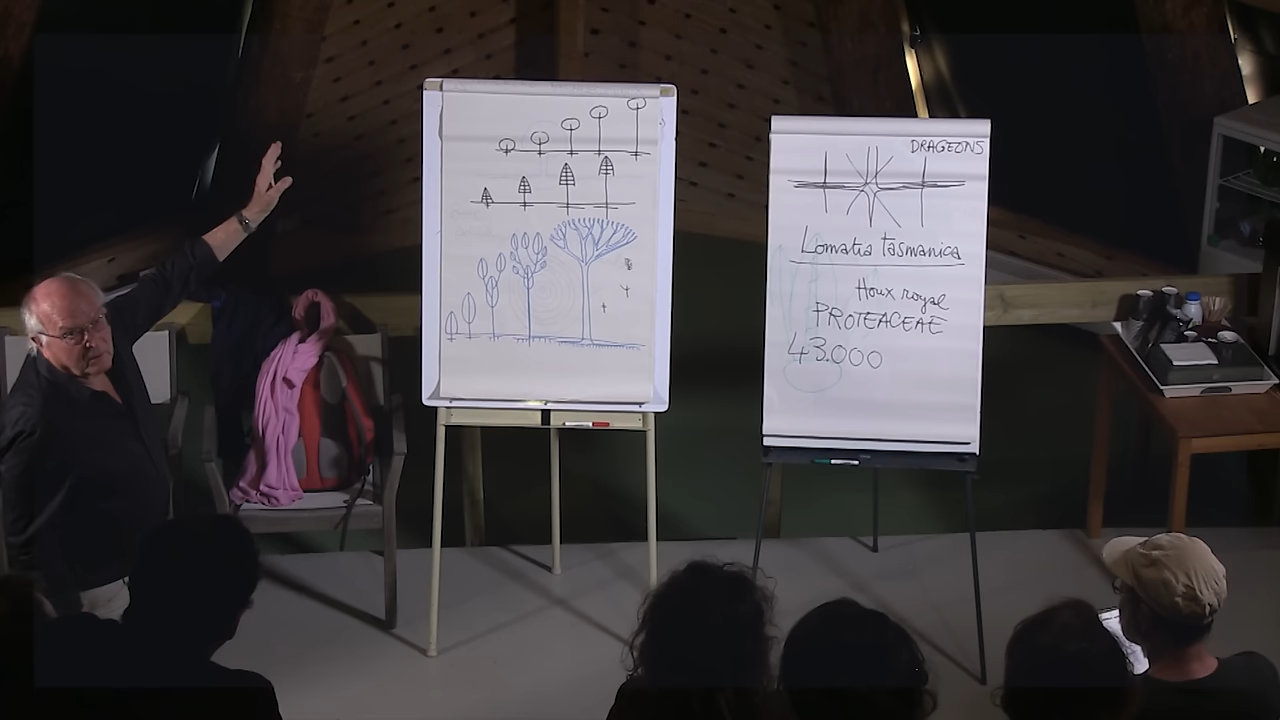 DRAGEONS
Lomatia tasmanica
Houx royal
PROTEACEAE
43.000